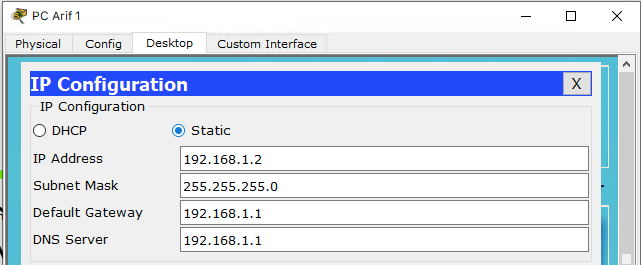 PC Arif 1
Physical Config Desktop Custom Interface
IP Configuration X
IP Configuration
DHCP Static
IP Address 192.168.1.2
Subnet Mask 255.255.255.0
Default Gateway 192.168.1.1
DNS Server 192.168.1.1